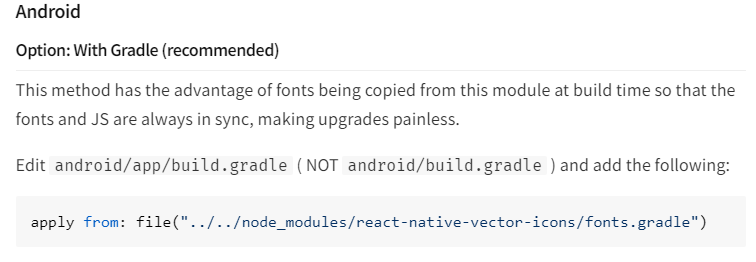 Android
Option: With Gradle (recommended)
This method has the advantage of fonts being copied from this module at build time so that the
fonts and JS are always in sync, making upgrades painless.
Edit android/app/build.gradle ( NOT android/build.gradle ) and add the following:
apply from: file("../../node_modules/react-native-vector-icons/fonts.gradle")